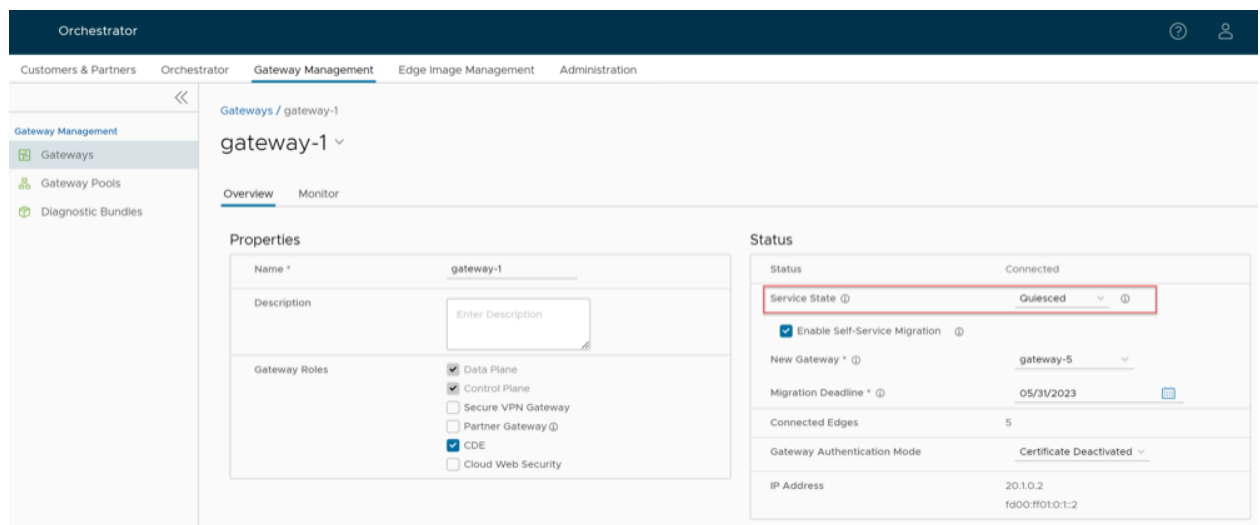 Orchestrator
Customers & Partners Orchestrator Gateway Management Edge Image Management Administration
Gateway Management
Gateways
Gateway Pools
Diagnostic Bundles
Gateways / gateway-1
gateway-1
Overview Monitor
Properties
Name *
gateway-1
Description
Enter Description
Gateway Roles
Data Plane
Control Plane
Secure VPN Gateway
Partner Gateway
CDE
Cloud Web Security
Status
Status Connected
Service State Quiesced
Enable Self-Service Migration
New Gateway * gateway-5
Migration Deadline * 05/31/2023
Connected Edges 5
Gateway Authentication Mode Certificate Deactivated
IP Address 20.1.0.2
fd00:ff01:0:1::2